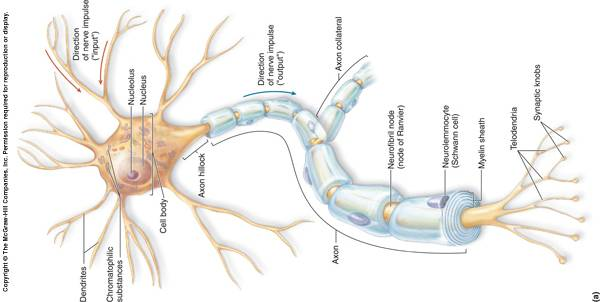 Copyright © The McGraw-Hill Companies, Inc. Permission required for reproduction or display.
Direction
of nerve impulse
("input")
Nucleolus
Nucleus
Dendrites
Chromatophilic
substances
Cell body
Axon hillock
Direction
of nerve impulse
("output")
Axon collateral
Axon
Neurofibril node
(node of Ranvier)
Neurolemmocyte
(Schwann cell)
Myelin sheath
Telodendria
Synaptic knobs
(a)